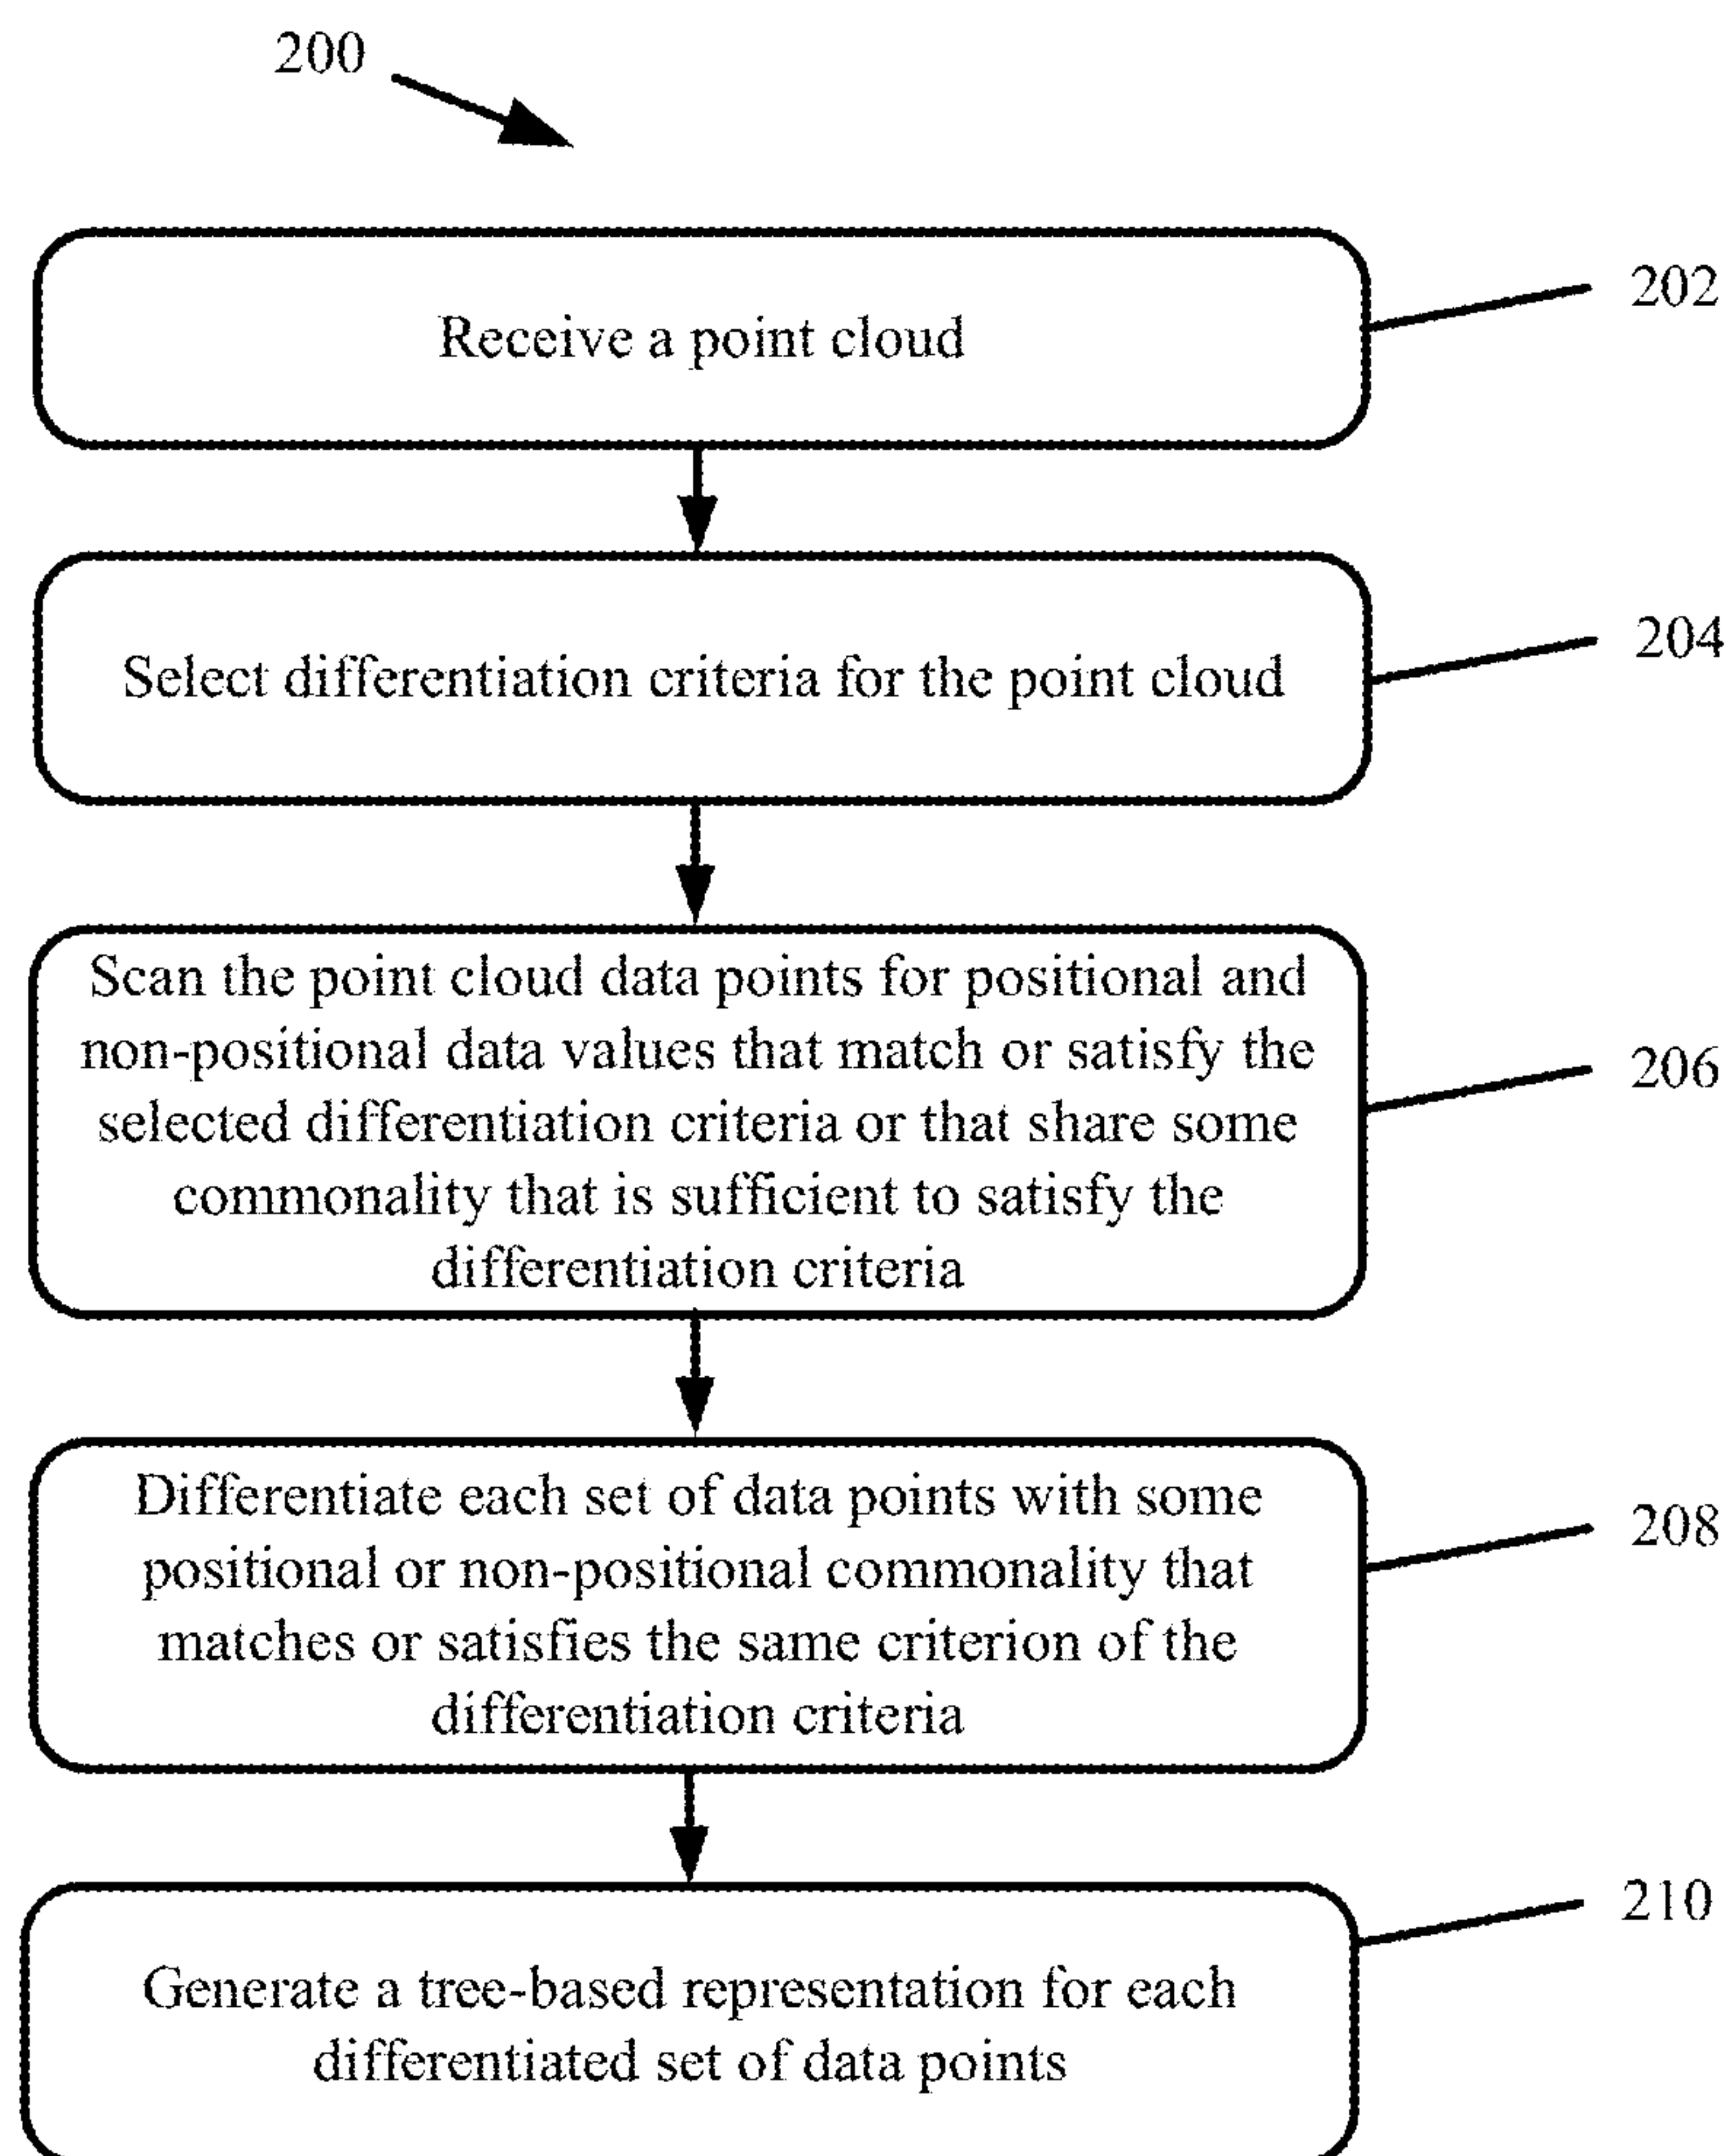 200
Receive a point cloud
202
Select differentiation criteria for the point cloud
204
Scan the point cloud data points for positional and
non-positional data values that match or satisfy the
selected differentiation criteria or that share some
commonality that is sufficient to satisfy the
differentiation criteria
206
Differentiate each set of data points with some
positional or non-positional commonality that
matches or satisfies the same criterion of the
differentiation criteria
208
Generate a tree-based representation for each
differentiated set of data points
210